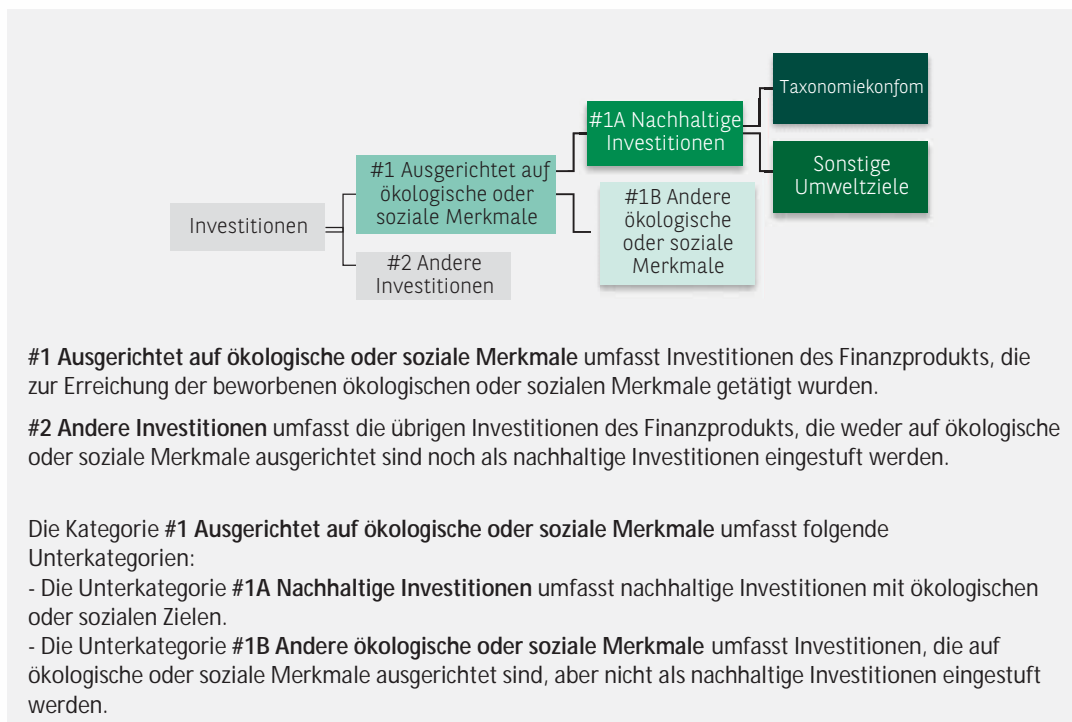 Taxonomiekonfom
#1A Nachhaltige
Investitionen
#1 Ausgerichtet auf
ökologische oder
soziale Merkmale
Sonstige
Umweltziele
#1B Andere
ökologische
oder soziale
Merkmale
Investitionen
#2 Andere
Investitionen
#1 Ausgerichtet auf ökologische oder soziale Merkmale umfasst Investitionen des Finanzprodukts, die
zur Erreichung der beworbenen ökologischen oder sozialen Merkmale getätigt wurden.
#2 Andere Investitionen umfasst die übrigen Investitionen des Finanzprodukts, die weder auf ökologische
oder soziale Merkmale ausgerichtet sind noch als nachhaltige Investitionen eingestuft werden.
Die Kategorie #1 Ausgerichtet auf ökologische oder soziale Merkmale umfasst folgende
Unterkategorien:
- Die Unterkategorie #1A Nachhaltige Investitionen umfasst nachhaltige Investitionen mit ökologischen
oder sozialen Zielen.
- Die Unterkategorie #1B Andere ökologische oder soziale Merkmale umfasst Investitionen, die auf
ökologische oder soziale Merkmale ausgerichtet sind, aber nicht als nachhaltige Investitionen eingestuft
werden.